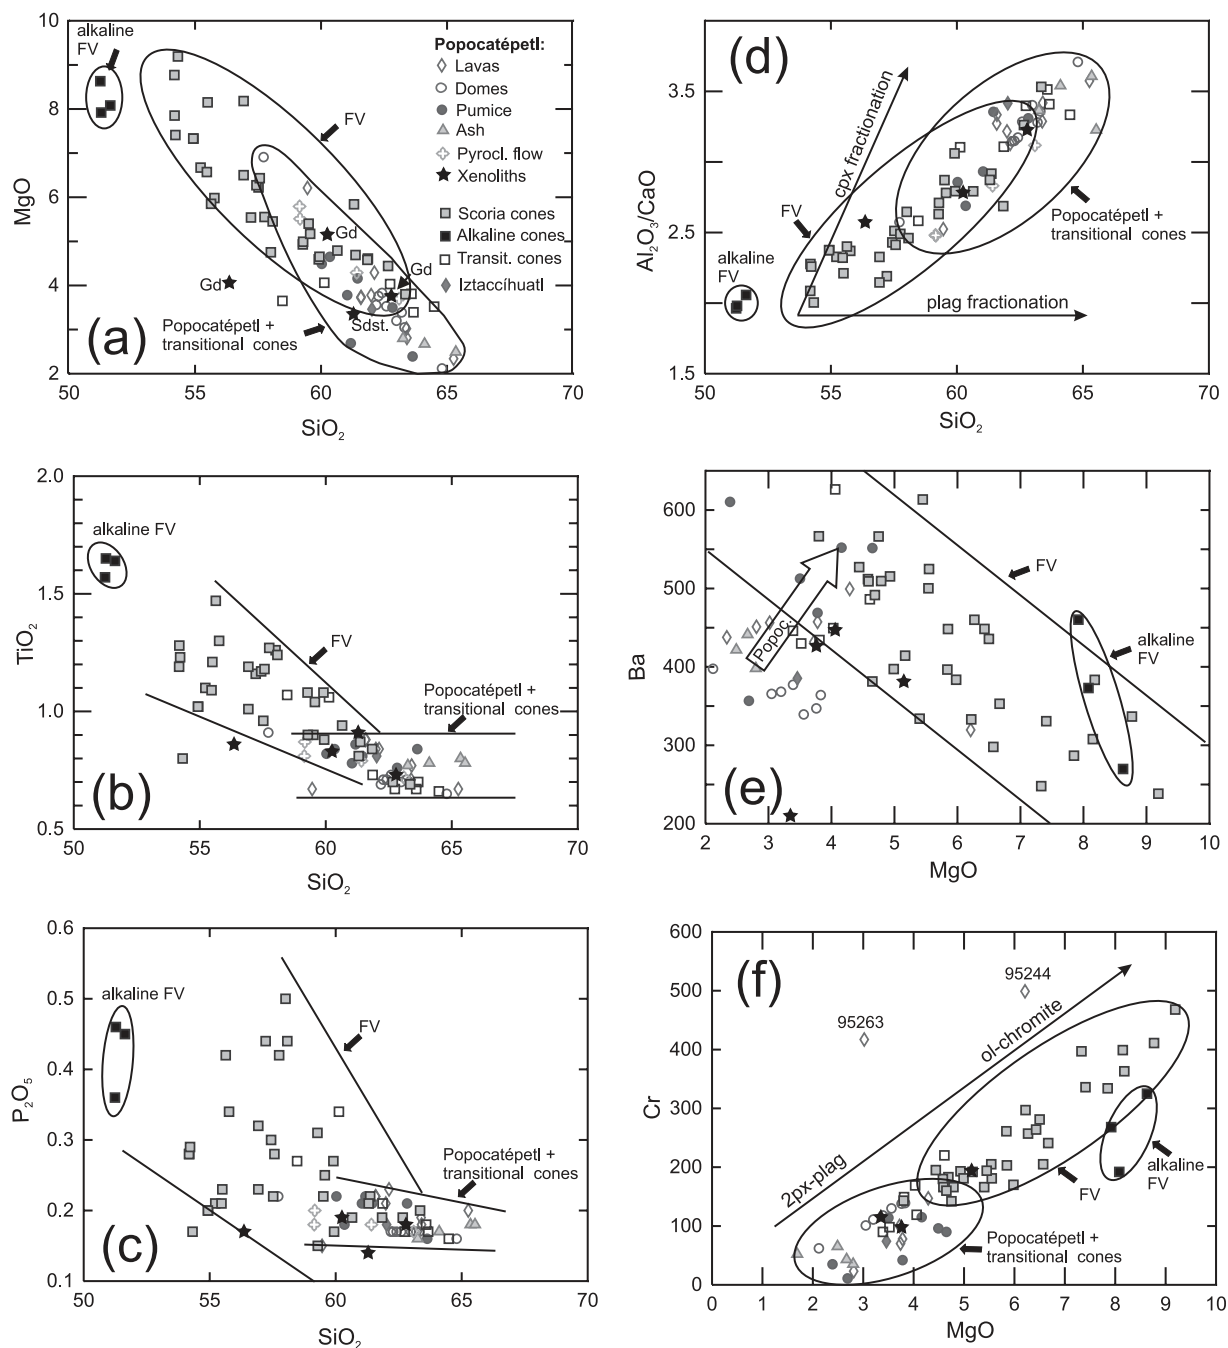 (a)
10
8
6
4
2
MgO
50
55
60
65
70
SiO₂
alkaline
FV
FV
Popocatépetl:
Lavas
Domes
Pumice
Ash
Pyrocl. flow
Xenoliths
Scoria cones
Alkaline cones
Transit. cones
Iztaccíhuatl
Gd
Gd
Gd
Sdst.
Popocatépetl +
transitional cones
(d)
3.5
2.5
1.5
Al₂O₃/CaO
50
55
60
65
70
SiO₂
cpx fractionation
plag fractionation
FV
alkaline
FV
Popocatépetl +
transitional cones
(b)
2.0
1.5
1.0
0.5
TiO₂
50
55
60
65
70
SiO₂
alkaline FV
FV
Popocatépetl +
transitional cones
(e)
600
500
400
300
200
Ba
2
3
4
5
6
7
8
9
10
MgO
Popoc.
FV
alkaline
FV
(c)
0.6
0.5
0.4
0.3
0.2
0.1
P₂O₅
50
55
60
65
70
SiO₂
alkaline FV
FV
Popocatépetl +
transitional cones
(f)
600
500
400
300
200
100
0
Cr
0
1
2
3
4
5
6
7
8
9
10
MgO
95244
95263
2px-plag
ol-chromite
FV
alkaline
FV
Popocatépetl +
transitional cones